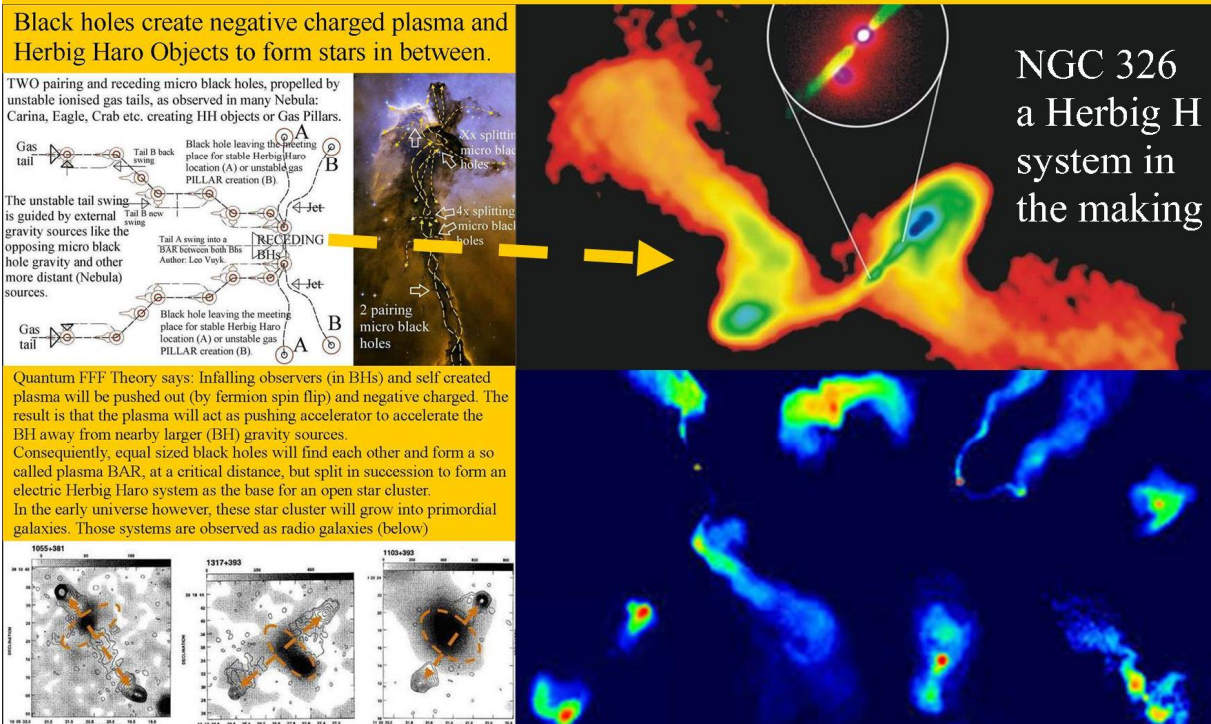 Black holes create negative charged plasma and
Herbig Haro Objects to form stars in between.
TWO pairing and receding micro black holes, propelled by
unstable ionised gas tails, as observed in many Nebula:
Carina, Eagle, Crab etc. creating HH objects or Gas Pillars.
Gas
tail
Tail B back
swing
Black hole leaving the meeting
place for stable Herbig Haro
location (A) or unstable gas
PILLAR creation (B).
A
B
The unstable tail swing
is guided by external
gravity sources like the
opposing micro black
hole gravity and other
more distant (Nebula)
sources.
Tail B new
swing
Jet
Tail A swing into a
BAR between both Bhs
Author: Leo Vuyk.
RECEDING
BHs
Jet
Black hole leaving the meeting
place for stable Herbig Haro
location (A) or unstable gas
PILLAR creation (B).
Gas
tail
A
B
Xx splitting
micro black
holes
4x splitting
micro black
holes
2 pairing
micro black
holes
NGC 326
a Herbig H
system in
the making
Quantum FFF Theory says: Infalling observers (in BHs) and self created
plasma will be pushed out (by fermion spin flip) and negative charged. The
result is that the plasma will act as pushing accelerator to accelerate the
BH away from nearby larger (BH) gravity sources.
Consequently, equal sized black holes will find each other and form a so
called plasma BAR, at a critical distance, but split in succession to form an
electric Herbig Haro system as the base for an open star cluster.
In the early universe however, these star cluster will grow into primordial
galaxies. Those systems are observed as radio galaxies (below)
1055+381
1317+393
1103+393
DECLINATION
DECLINATION
DECLINATION